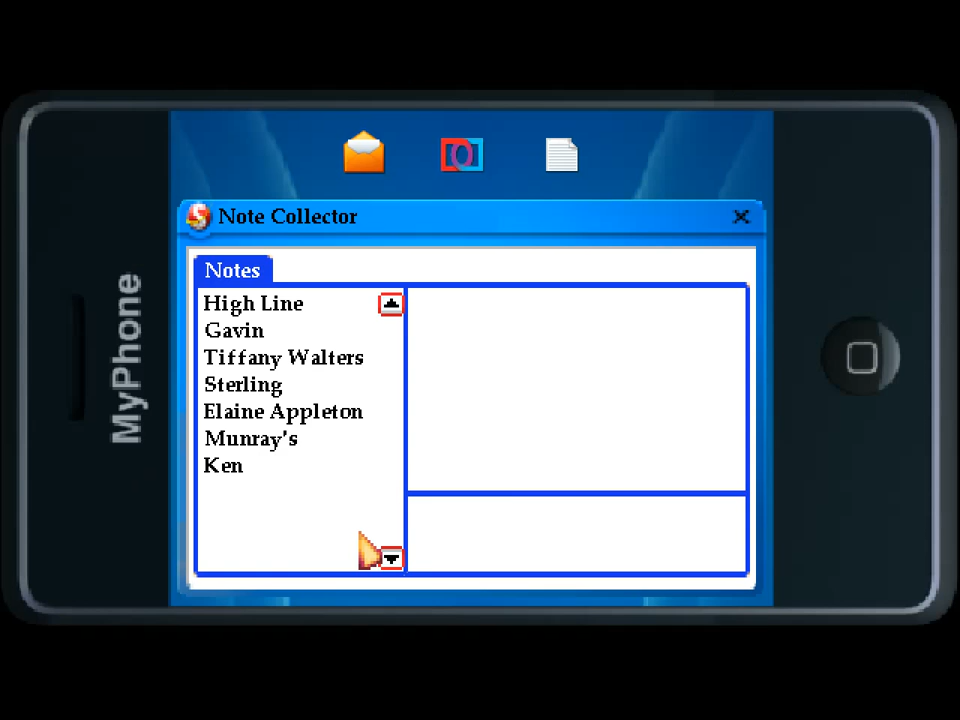 MyPhone
Note Collector
Notes
High Line
Gavin
Tiffany Walters
Sterling
Elaine Appleton
Munray's
Ken